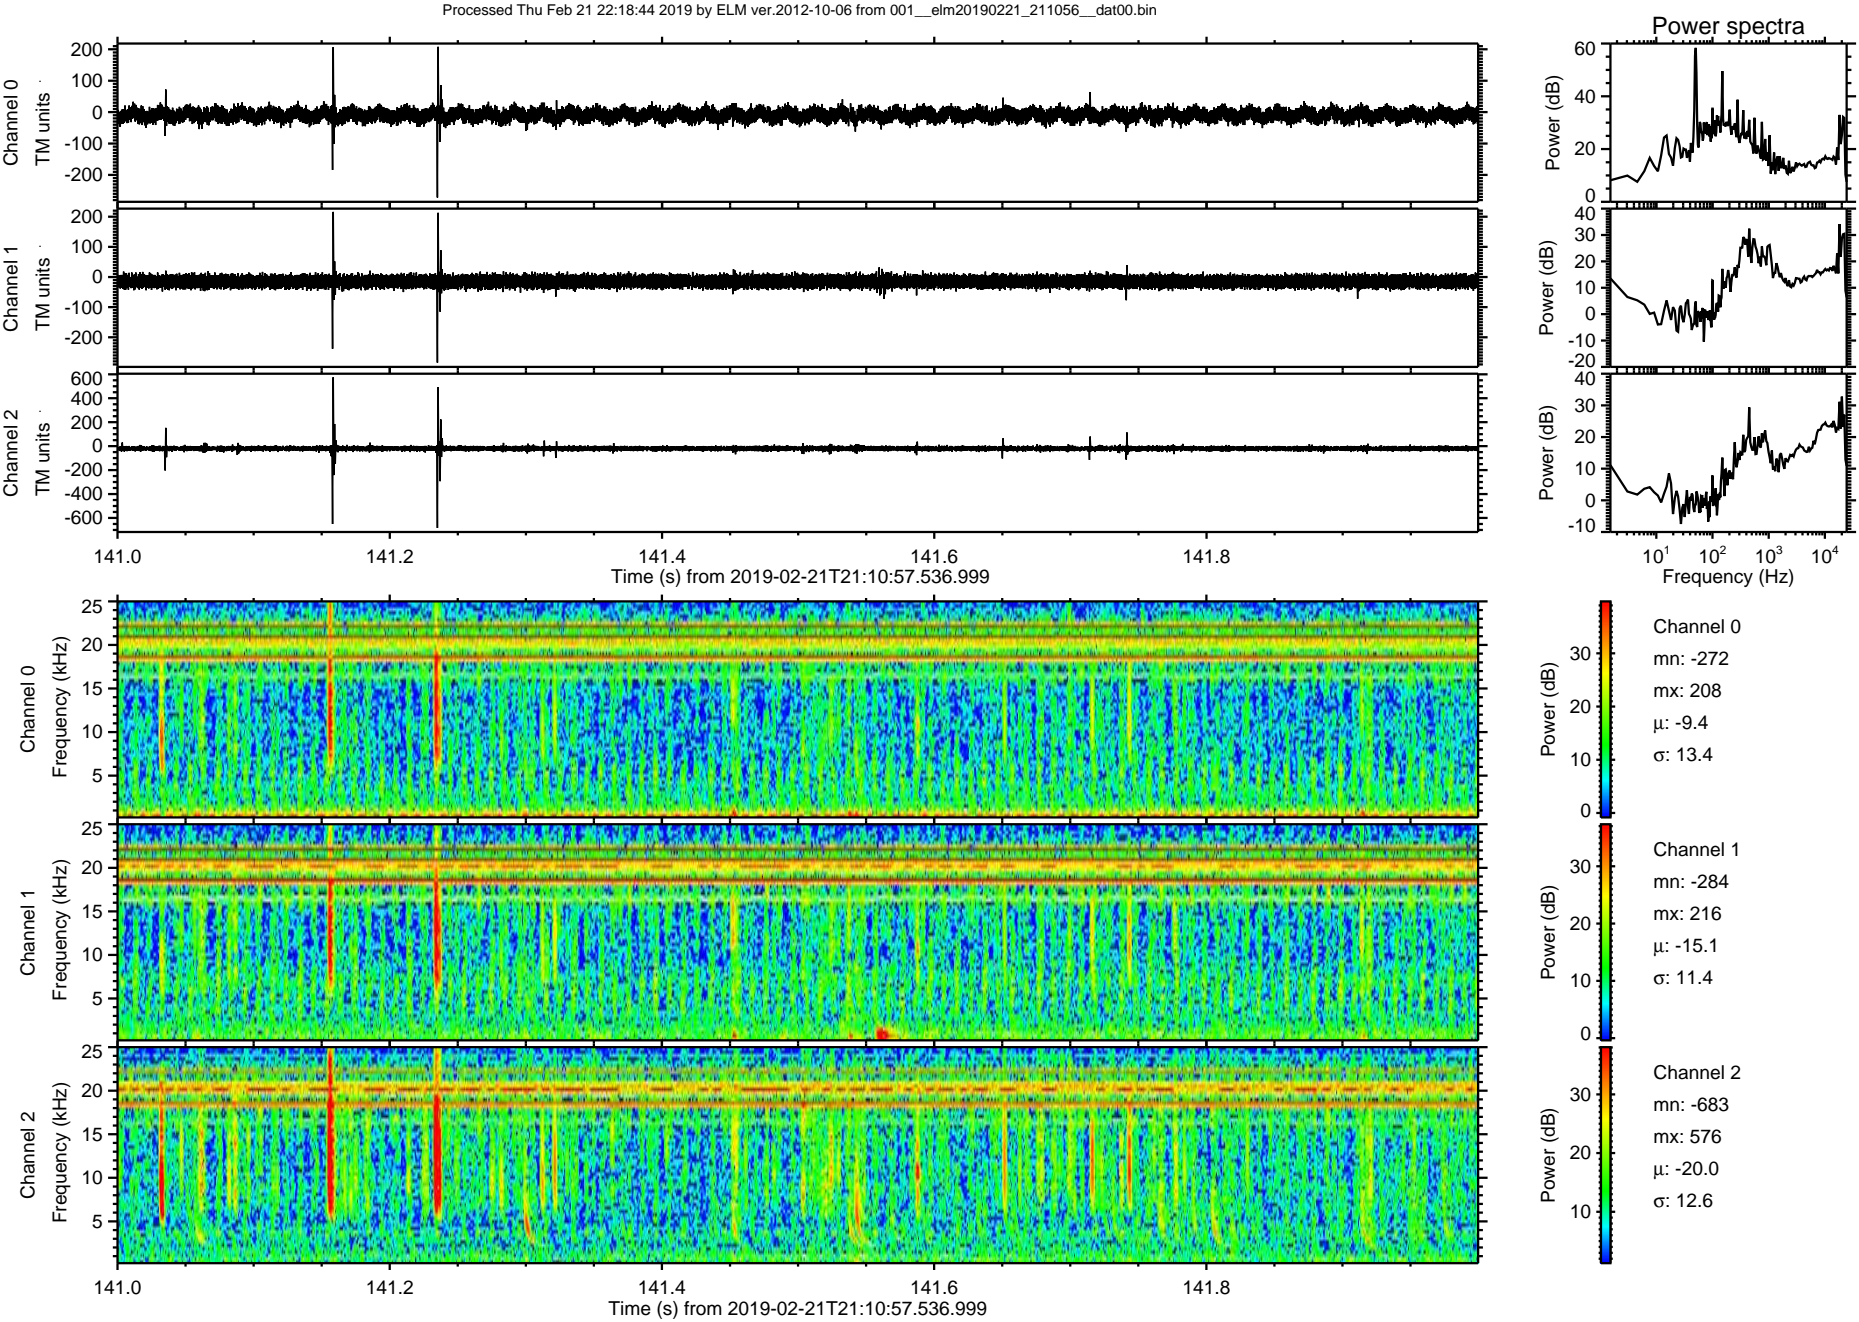 Processed Thu Feb 21 22:18:44 2019 by ELM ver.2012-10-06 from 001__elm20190221_211056__dat00.bin
Power spectra
Channel 0
TM units
200
100
0
-100
-200
Power (dB)
60
40
20
0
Channel 1
TM units
200
100
0
-100
-200
Power (dB)
40
30
20
10
0
-10
-20
Channel 2
TM units
600
400
200
0
-200
-400
-600
Power (dB)
40
30
20
10
0
-10
141.0 141.2 141.4 141.6 141.8
Time (s) from 2019-02-21T21:10:57.536.999
10¹ 10² 10³ 10⁴
Frequency (Hz)
Channel 0
Frequency (kHz)
25
20
15
10
5
Power (dB)
30
20
10
0
Channel 0
mn: -272
mx: 208
μ: -9.4
σ: 13.4
Channel 1
Frequency (kHz)
25
20
15
10
5
Power (dB)
30
20
10
0
Channel 1
mn: -284
mx: 216
μ: -15.1
σ: 11.4
Channel 2
Frequency (kHz)
25
20
15
10
5
Power (dB)
30
20
10
Channel 2
mn: -683
mx: 576
μ: -20.0
σ: 12.6
141.0 141.2 141.4 141.6 141.8
Time (s) from 2019-02-21T21:10:57.536.999